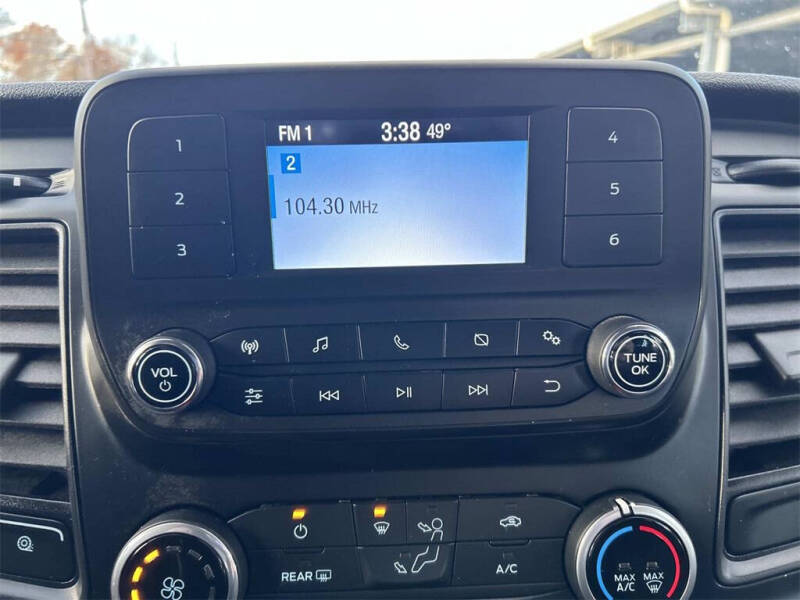 FM 1 3:38 49°
2
104.30 MHz
1
2
3
4
5
6
VOL
TUNE
OK
REAR
A/C
MAX
A/C
MAX